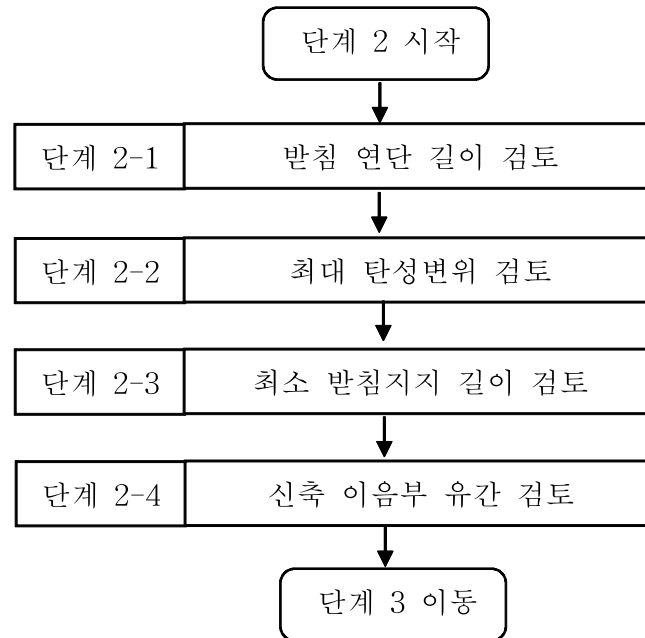 단계 2 시작
단계 2-1 받침 연단 길이 검토
단계 2-2 최대 탄성변위 검토
단계 2-3 최소 받침지지 길이 검토
단계 2-4 신축 이음부 유간 검토
단계 3 이동